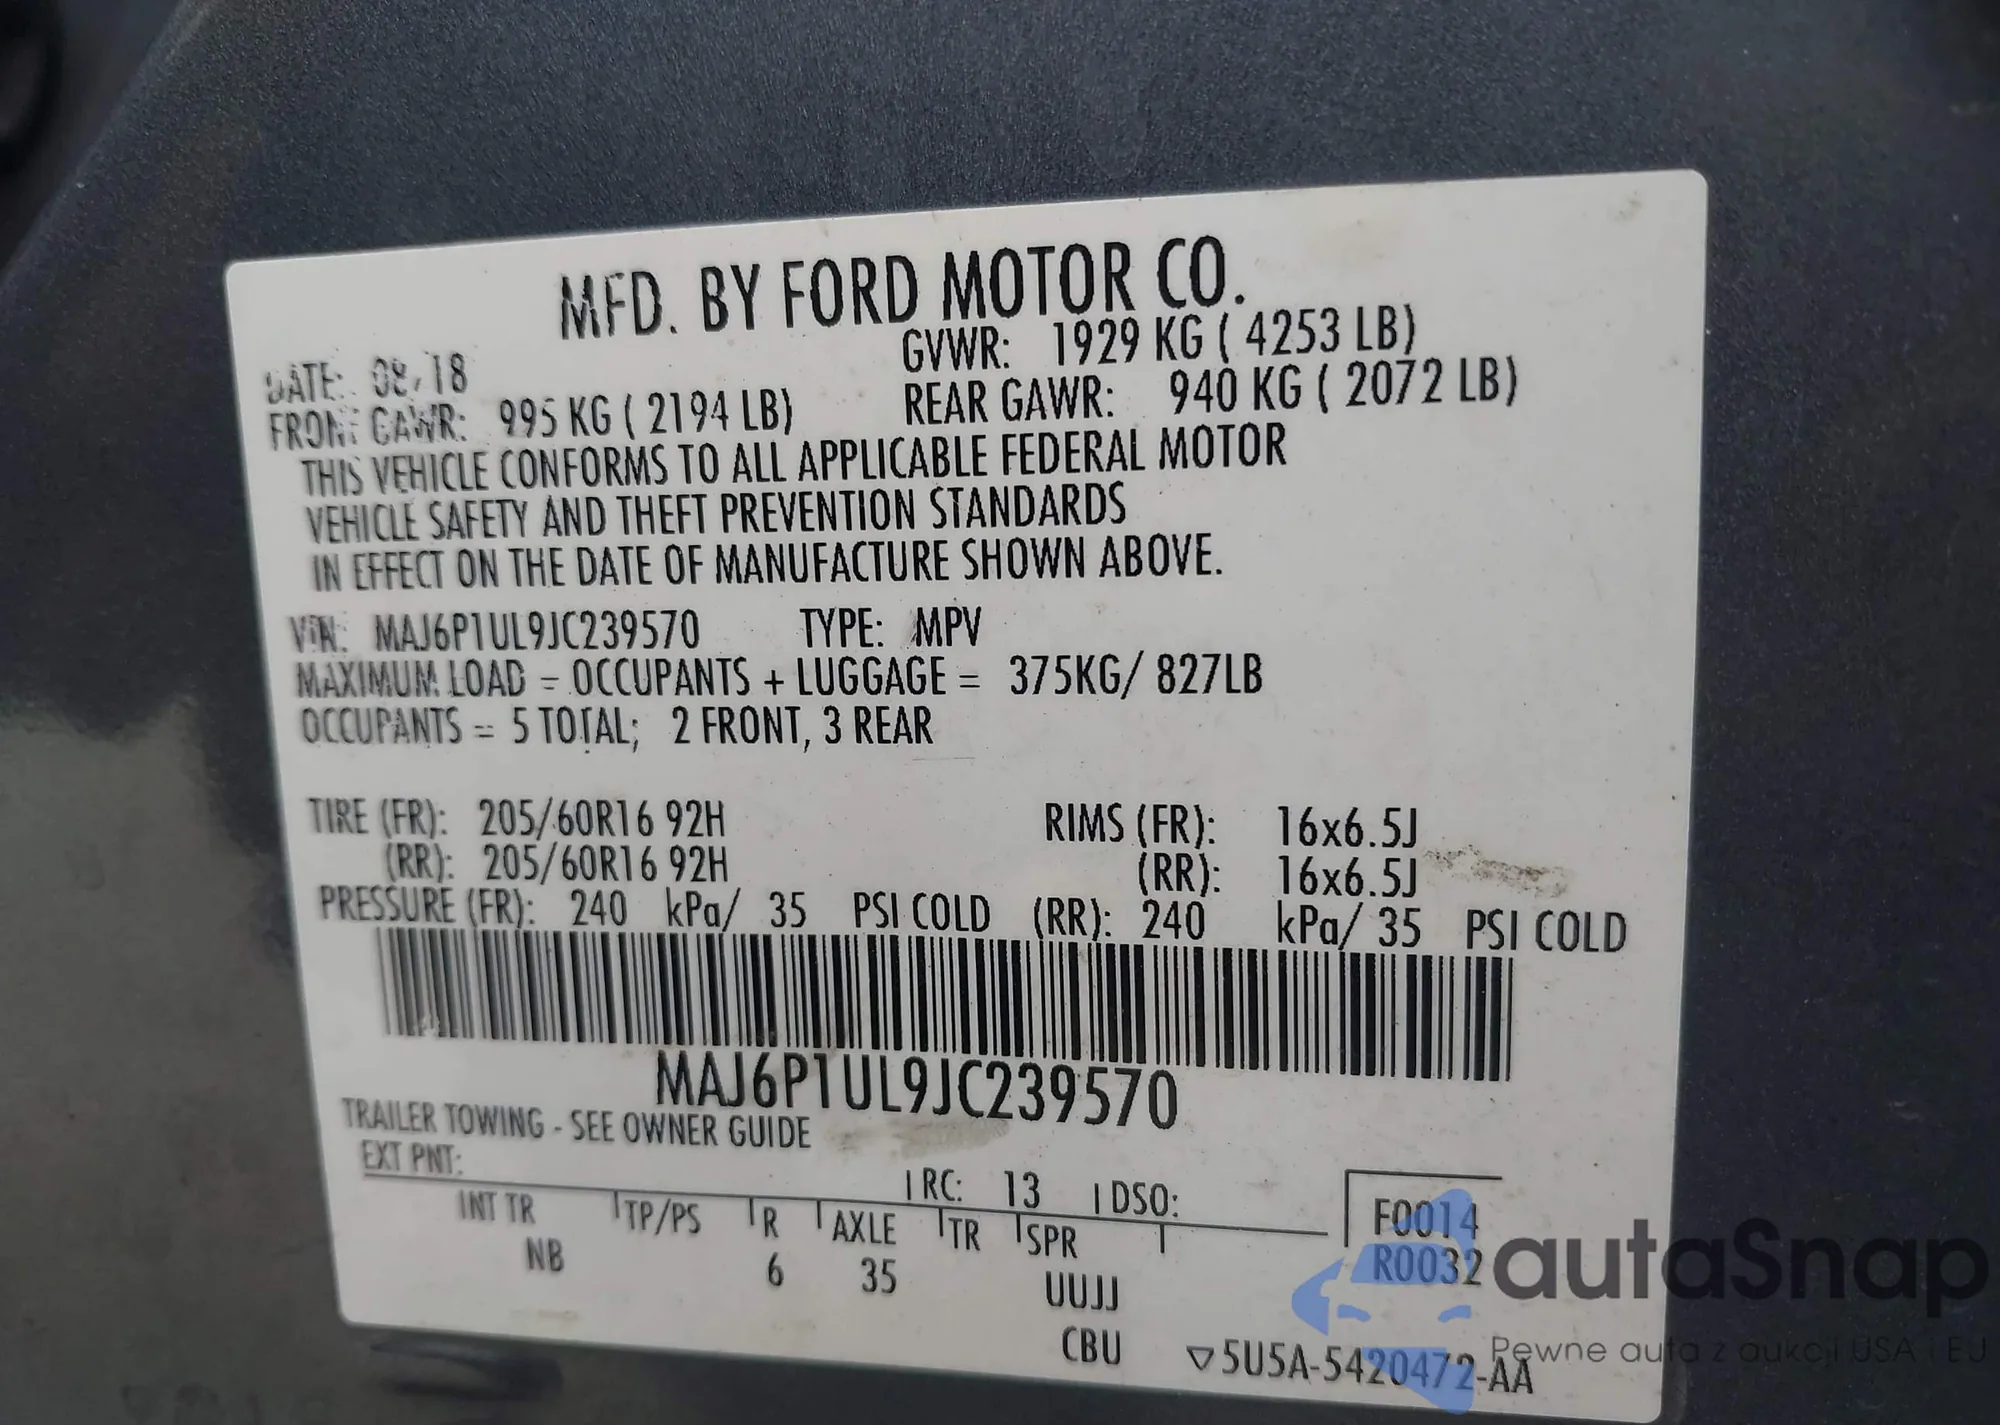 MFD. BY FORD MOTOR CO.
DATE: 08/18 GVWR: 1929 KG ( 4253 LB)
FRONT GAWR: 995 KG ( 2194 LB) REAR GAWR: 940 KG ( 2072 LB)
THIS VEHICLE CONFORMS TO ALL APPLICABLE FEDERAL MOTOR
VEHICLE SAFETY AND THEFT PREVENTION STANDARDS
IN EFFECT ON THE DATE OF MANUFACTURE SHOWN ABOVE.
VIN: MAJ6P1UL9JC239570 TYPE: MPV
MAXIMUM LOAD = OCCUPANTS + LUGGAGE = 375KG/ 827LB
OCCUPANTS = 5 TOTAL; 2 FRONT, 3 REAR
TIRE (FR): 205/60R16 92H RIMS (FR): 16x6.5J
(RR): 205/60R16 92H (RR): 16x6.5J
PRESSURE (FR): 240 kPa/ 35 PSI COLD (RR): 240 kPa/ 35 PSI COLD
MAJ6P1UL9JC239570
TRAILER TOWING - SEE OWNER GUIDE
EXT PNT: RC: 13 DSO:
INT TR TP/PS R AXLE TR SPR F0014
NB 6 35 UUJJ R0032
CBU ▽5U5A-5420472-AA
autaSnap
Pewne auta z aukcji USA i EU